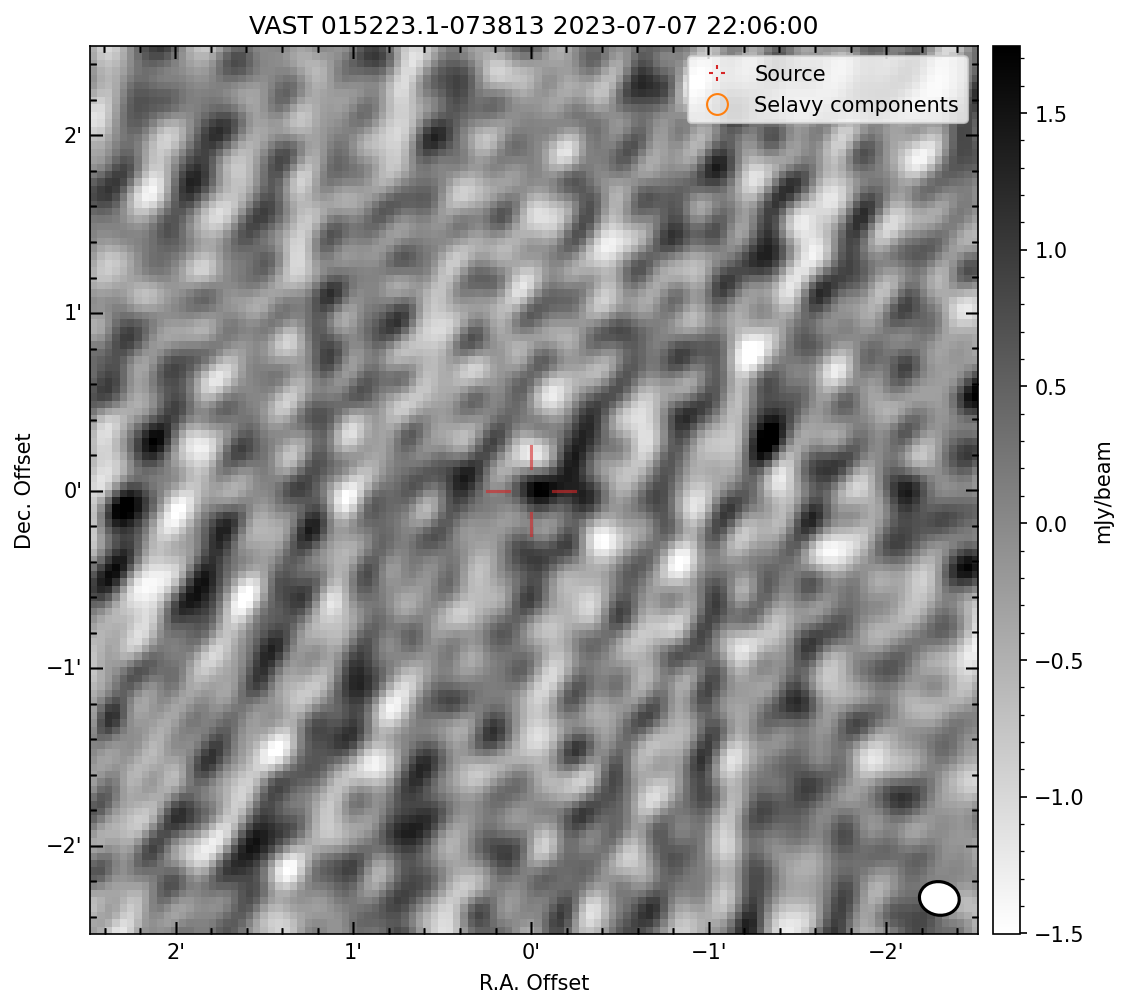 VAST 015223.1-073813 2023-07-07 22:06:00
Source
Selavy components
2'
1'
0'
−1'
−2'
Dec. Offset
2'
1'
0'
−1'
−2'
R.A. Offset
1.5
1.0
0.5
0.0
−0.5
−1.0
−1.5
mJy/beam